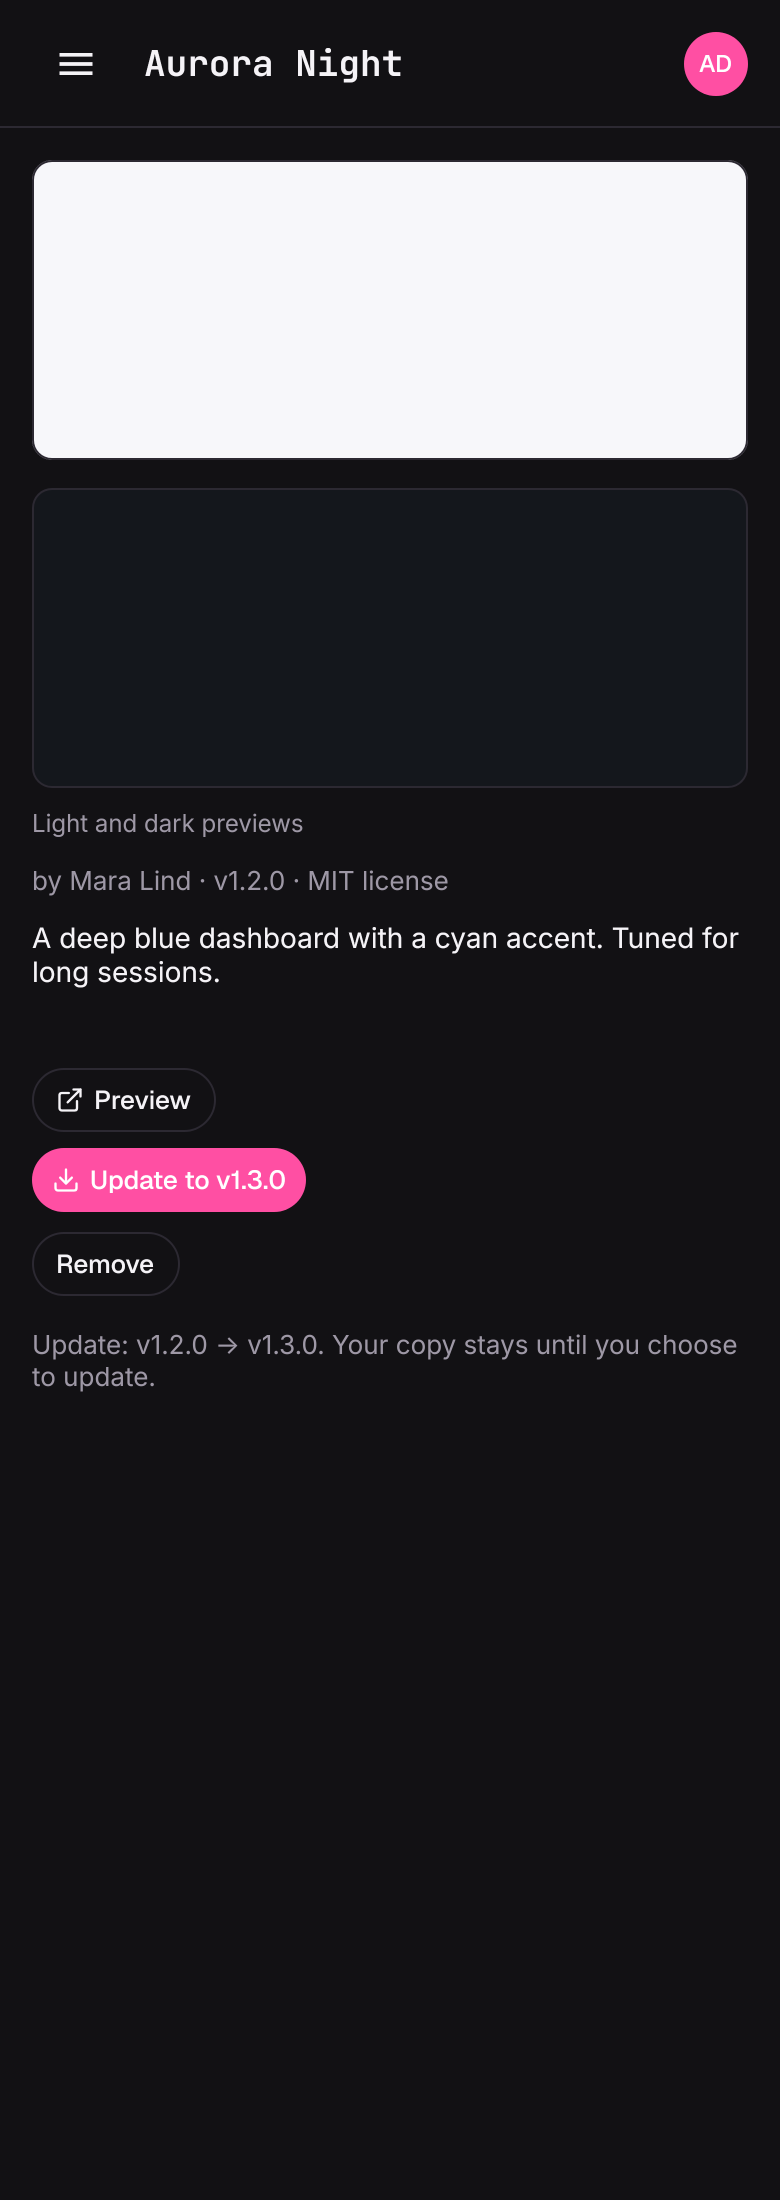 Aurora Night
AD
Light and dark previews
by Mara Lind · v1.2.0 · MIT license
A deep blue dashboard with a cyan accent. Tuned for
long sessions.
Preview
Update to v1.3.0
Remove
Update: v1.2.0 → v1.3.0. Your copy stays until you choose
to update.